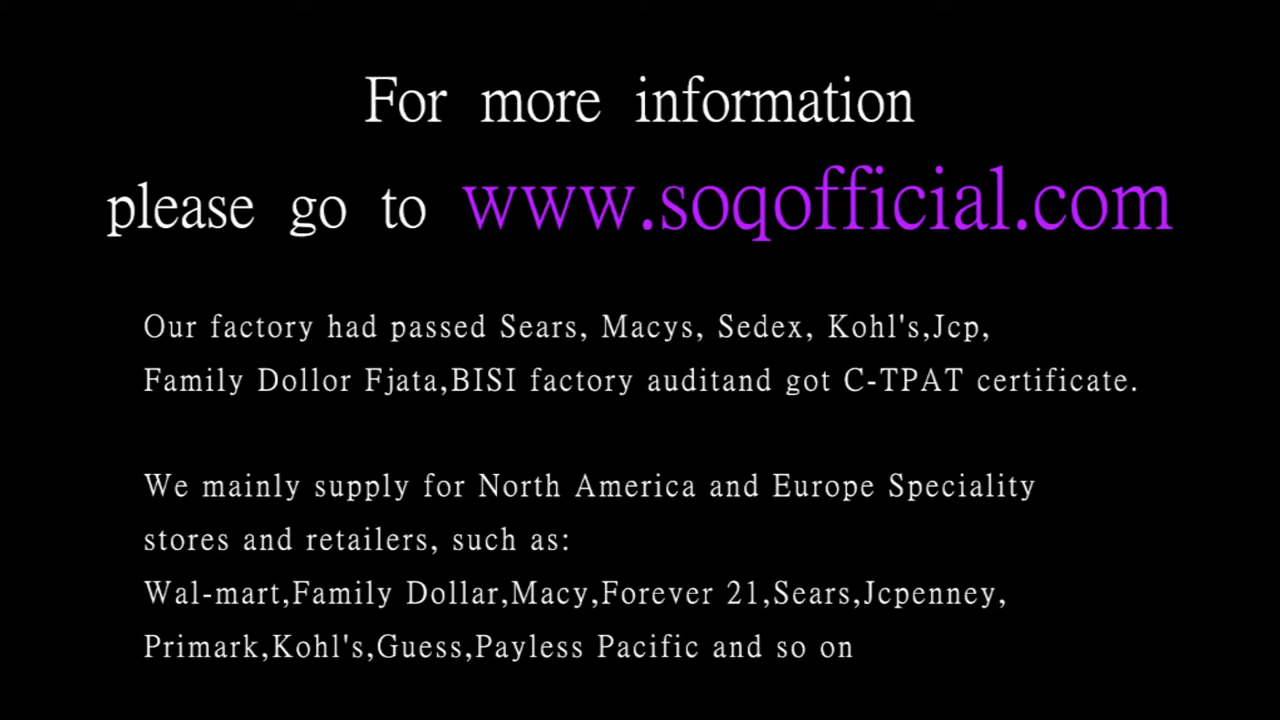 For more information
please go to www.soqofficial.com
Our factory had passed Sears, Macys, Sedex, Kohl's,Jcp,
Family Dollor Fjata,BISI factory auditand got C-TPAT certificate.
We mainly supply for North America and Europe Speciality
stores and retailers, such as:
Wal-mart,Family Dollar,Macy,Forever 21,Sears,Jcpenney,
Primark,Kohl's,Guess,Payless Pacific and so on